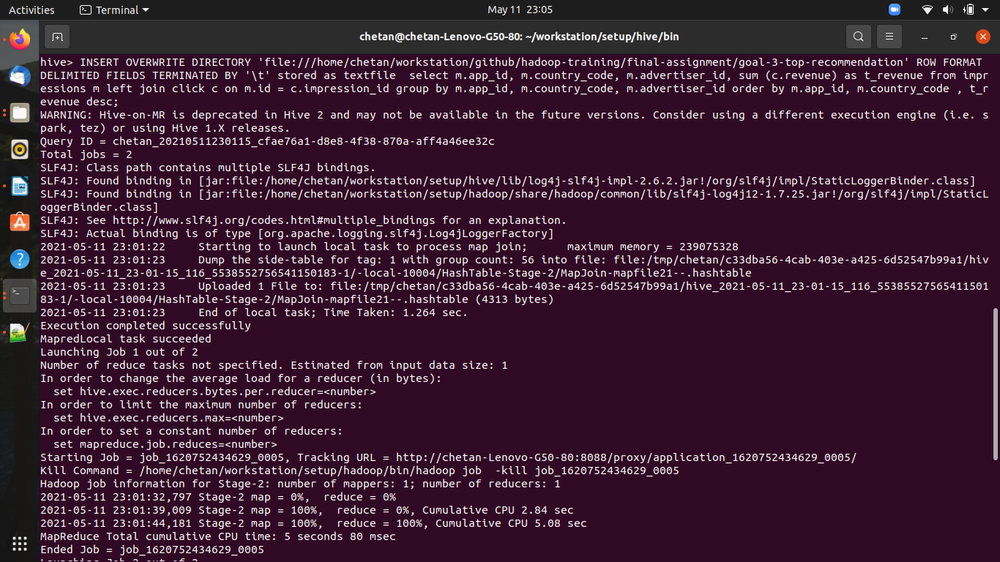 Activities Terminal May 11 23:05
chetan@chetan-Lenovo-G50-80: ~/workstation/setup/hive/bin
hive> INSERT OVERWRITE DIRECTORY 'file:///home/chetan/workstation/github/hadoop-training/final-assignment/goal-3-top-recommendation' ROW FORMAT
DELIMITED FIELDS TERMINATED BY '\t' stored as textfile  select m.app_id, m.country_code, m.advertiser_id, sum (c.revenue) as t_revenue from impr
essions m left join click c on m.id = c.impression_id group by m.app_id, m.country_code, m.advertiser_id order by m.app_id, m.country_code , t_r
evenue desc;
WARNING: Hive-on-MR is deprecated in Hive 2 and may not be available in the future versions. Consider using a different execution engine (i.e. s
park, tez) or using Hive 1.X releases.
Query ID = chetan_20210511230115_cfae76a1-d8e8-4f38-870a-aff4a46ee32c
Total jobs = 2
SLF4J: Class path contains multiple SLF4J bindings.
SLF4J: Found binding in [jar:file:/home/chetan/workstation/setup/hive/lib/log4j-slf4j-impl-2.6.2.jar!/org/slf4j/impl/StaticLoggerBinder.class]
SLF4J: Found binding in [jar:file:/home/chetan/workstation/setup/hadoop/share/hadoop/common/lib/slf4j-log4j12-1.7.25.jar!/org/slf4j/impl/StaticL
oggerBinder.class]
SLF4J: See http://www.slf4j.org/codes.html#multiple_bindings for an explanation.
SLF4J: Actual binding is of type [org.apache.logging.slf4j.Log4jLoggerFactory]
2021-05-11 23:01:22     Starting to launch local task to process map join;      maximum memory = 239075328
2021-05-11 23:01:23     Dump the side-table for tag: 1 with group count: 56 into file: file:/tmp/chetan/c33dba56-4cab-403e-a425-6d52547b99a1/hiv
e_2021-05-11_23-01-15_116_5538552756541150183-1/-local-10004/HashTable-Stage-2/MapJoin-mapfile21--.hashtable
2021-05-11 23:01:23     Uploaded 1 File to: file:/tmp/chetan/c33dba56-4cab-403e-a425-6d52547b99a1/hive_2021-05-11_23-01-15_116_55385527565411501
83-1/-local-10004/HashTable-Stage-2/MapJoin-mapfile21--.hashtable (4313 bytes)
2021-05-11 23:01:23     End of local task; Time Taken: 1.264 sec.
Execution completed successfully
MapredLocal task succeeded
Launching Job 1 out of 2
Number of reduce tasks not specified. Estimated from input data size: 1
In order to change the average load for a reducer (in bytes):
  set hive.exec.reducers.bytes.per.reducer=<number>
In order to limit the maximum number of reducers:
  set hive.exec.reducers.max=<number>
In order to set a constant number of reducers:
  set mapreduce.job.reduces=<number>
Starting Job = job_1620752434629_0005, Tracking URL = http://chetan-Lenovo-G50-80:8088/proxy/application_1620752434629_0005/
Kill Command = /home/chetan/workstation/setup/hadoop/bin/hadoop job  -kill job_1620752434629_0005
Hadoop job information for Stage-2: number of mappers: 1; number of reducers: 1
2021-05-11 23:01:32,797 Stage-2 map = 0%,  reduce = 0%
2021-05-11 23:01:39,009 Stage-2 map = 100%,  reduce = 0%, Cumulative CPU 2.84 sec
2021-05-11 23:01:44,181 Stage-2 map = 100%,  reduce = 100%, Cumulative CPU 5.08 sec
MapReduce Total cumulative CPU time: 5 seconds 80 msec
Ended Job = job_1620752434629_0005
Launching Job 2 out of 2